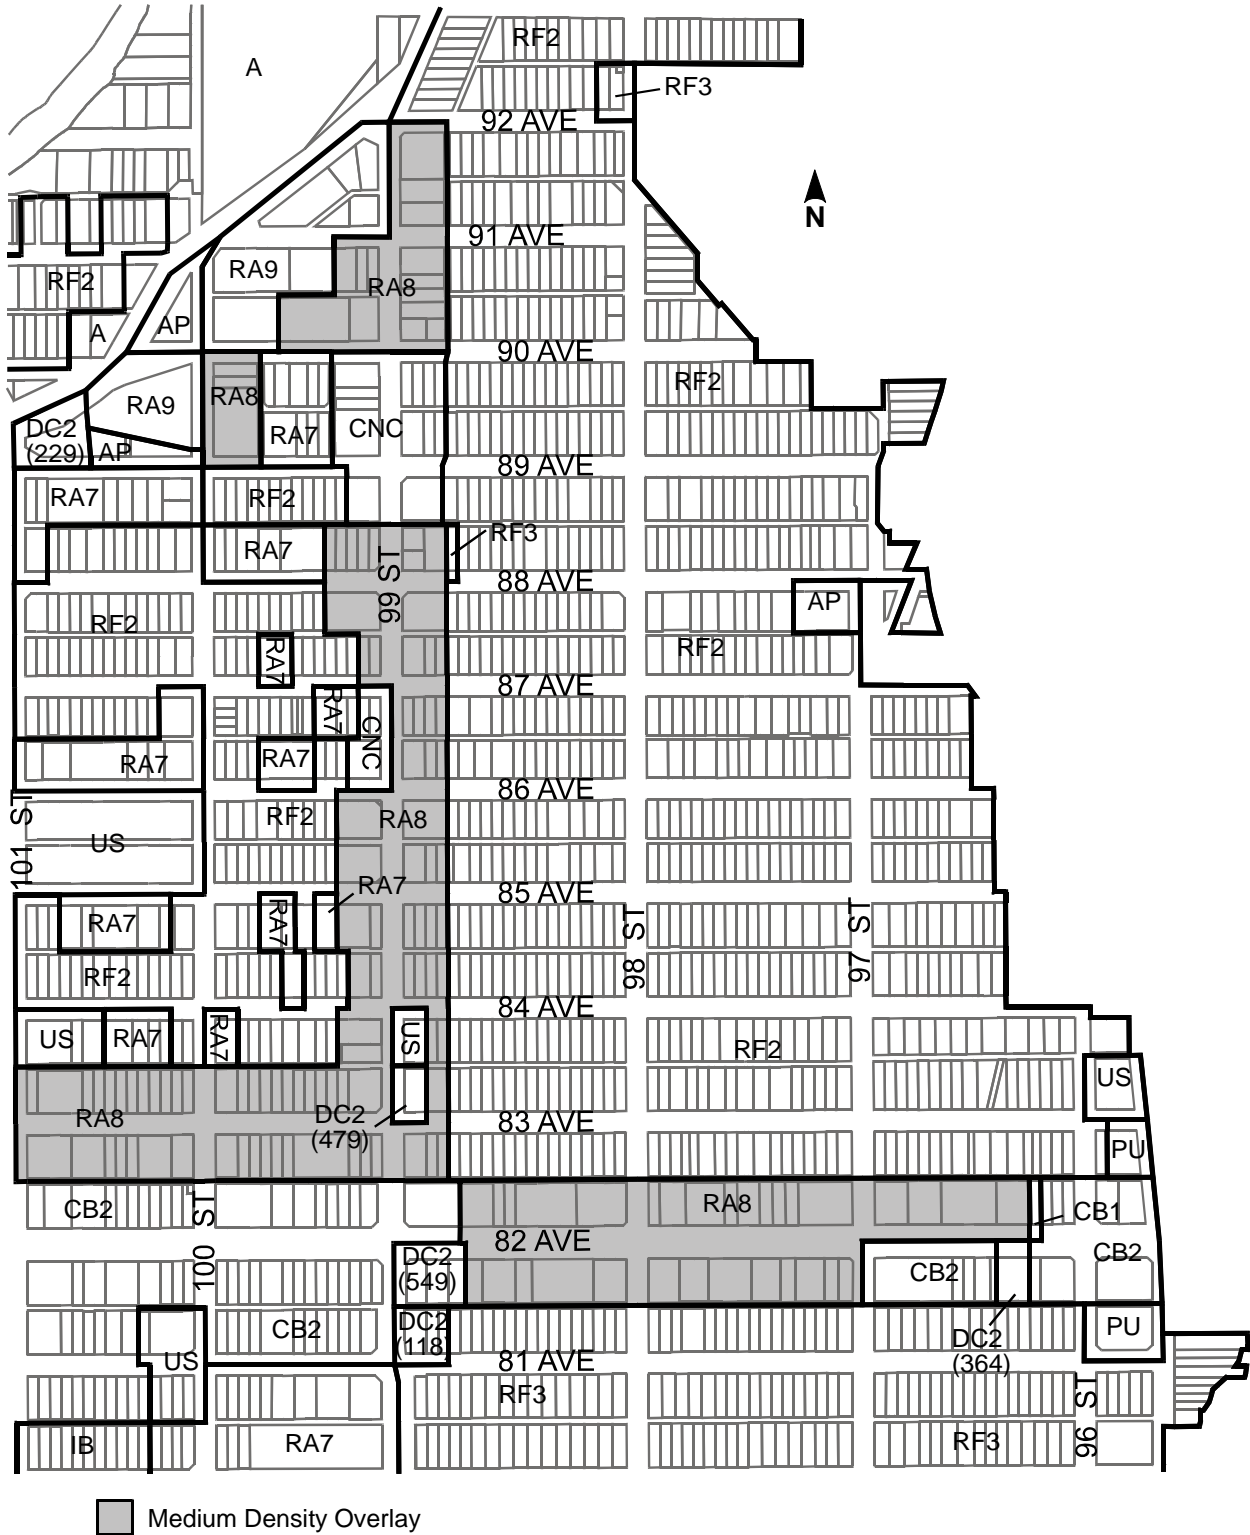 RF2
A
RF3
92 AVE
N
91 AVE
RA9
RF2
RA8
A
AP
90 AVE
RF2
RA8
RA9
DC2
(229)
AP
RA7
CNC
89 AVE
RA7
RF2
RF3
RA7
99 ST
88 AVE
AP
RF2
RA7
RF2
87 AVE
RA7
CNC
RA7
RA7
86 AVE
101 ST
US
RF2
RA8
RA7
85 AVE
RA7
RA7
98 ST
97 ST
RF2
84 AVE
US
RA7
RA7
US
RF2
US
RA8
DC2
(479)
83 AVE
PU
CB2
100 ST
RA8
CB1
82 AVE
CB2
DC2
(549)
CB2
CB2
DC2
(118)
DC2
(364)
PU
US
81 AVE
RF3
96 ST
IB
RA7
RF3
Medium Density Overlay